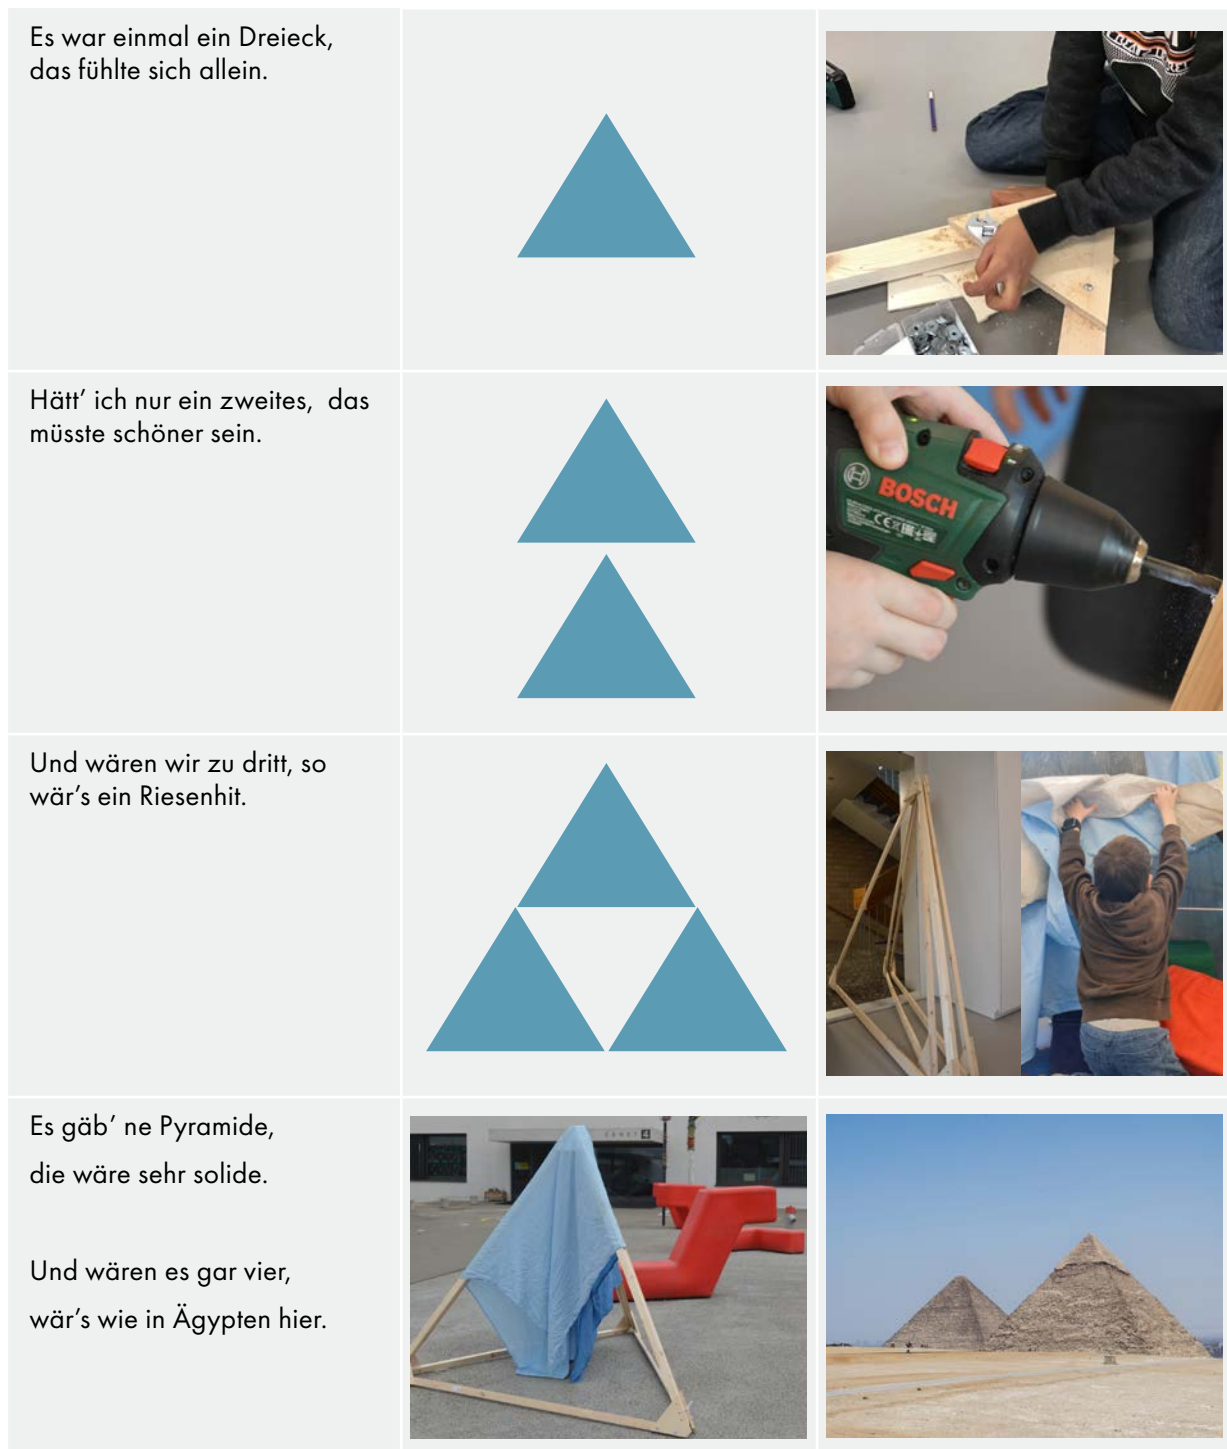 Es war einmal ein Dreieck,
das fühlte sich allein.
Hätt’ ich nur ein zweites, das
müsste schöner sein.
BOSCH
Und wären wir zu dritt, so
wär’s ein Riesenhit.
Es gäb’ ne Pyramide,
die wäre sehr solide.
Und wären es gar vier,
wär’s wie in Ägypten hier.